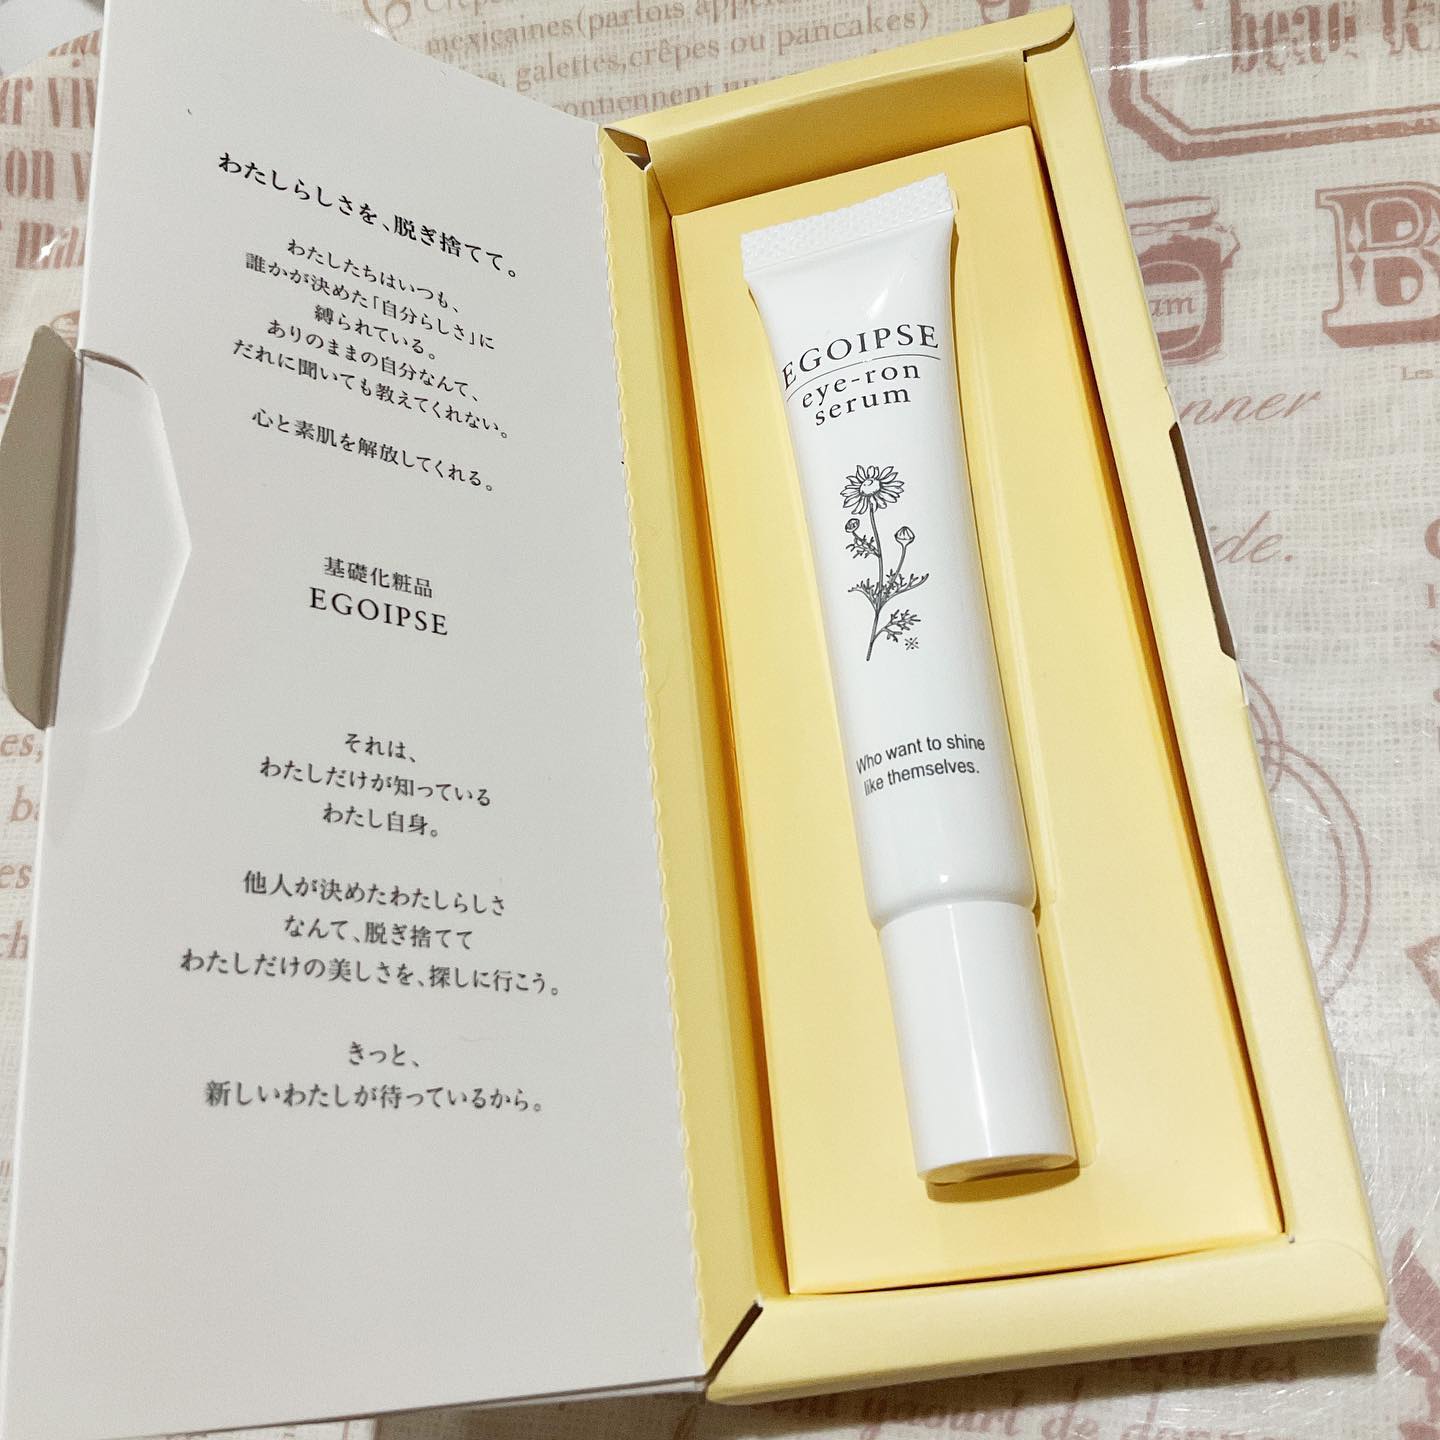 Crêpes
mexicaines(parfois appelées
galettes,crêpes ou pancakes)
contiennent
わたしらしさを、脱ぎ捨てて。
わたしたちはいつも、
誰かが決めた「自分らしさ」に
縛られている。
ありのままの自分なんて、
だれに聞いても教えてくれない。
心と素肌を解放してくれる。
基礎化粧品
EGOIPSE
それは、
わたしだけが知っている
わたし自身。
他人が決めたわたしらしさ
なんて、脱ぎ捨てて
わたしだけの美しさを、探しに行こう。
きっと、
新しいわたしが待っているから。
EGOIPSE
eye-ron
serum
※
Who want to shine
like themselves.
Les